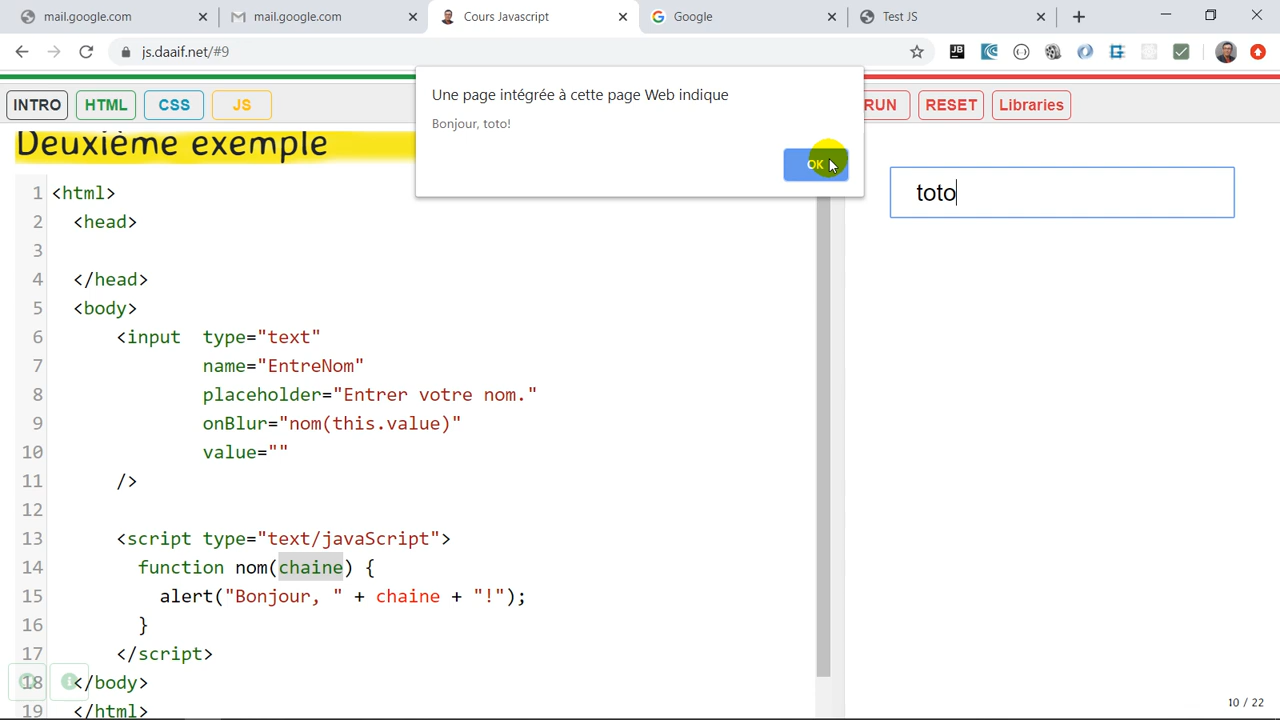 mail.google.com
mail.google.com
Cours Javascript
Google
Test JS
js.daaif.net/#9
JB
Une page intégrée à cette page Web indique
Bonjour, toto!
OK
INTRO HTML CSS JS
RUN RESET Libraries
Deuxième exemple
toto
1 <html>
2 <head>
3
4 </head>
5 <body>
6 <input type="text"
7 name="EntreNom"
8 placeholder="Entrer votre nom."
9 onBlur="nom(this.value)"
10 value=""
11 />
12
13 <script type="text/javaScript">
14 function nom(chaine) {
15 alert("Bonjour, " + chaine + "!");
16 }
17 </script>
18 </body>
19 </html>
10 / 22